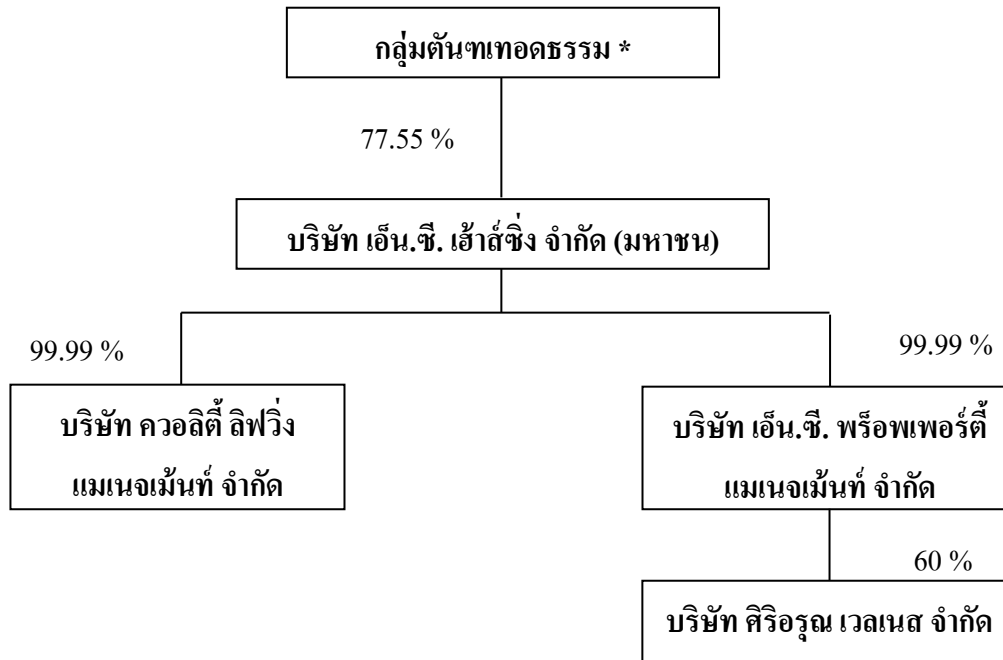 กลุ่มตันฑเทอดธรรม *
77.55 %
บริษัท เอ็น.ซี. เฮ้าส์ซิ่ง จำกัด (มหาชน)
99.99 %
99.99 %
บริษัท ควอลิตี้ ลิฟวิ่ง
แมเนจเม้นท์ จำกัด
บริษัท เอ็น.ซี. พร็อพเพอร์ตี้
แมเนจเม้นท์ จำกัด
60 %
บริษัท ศิริอรุณ เวลเนส จำกัด